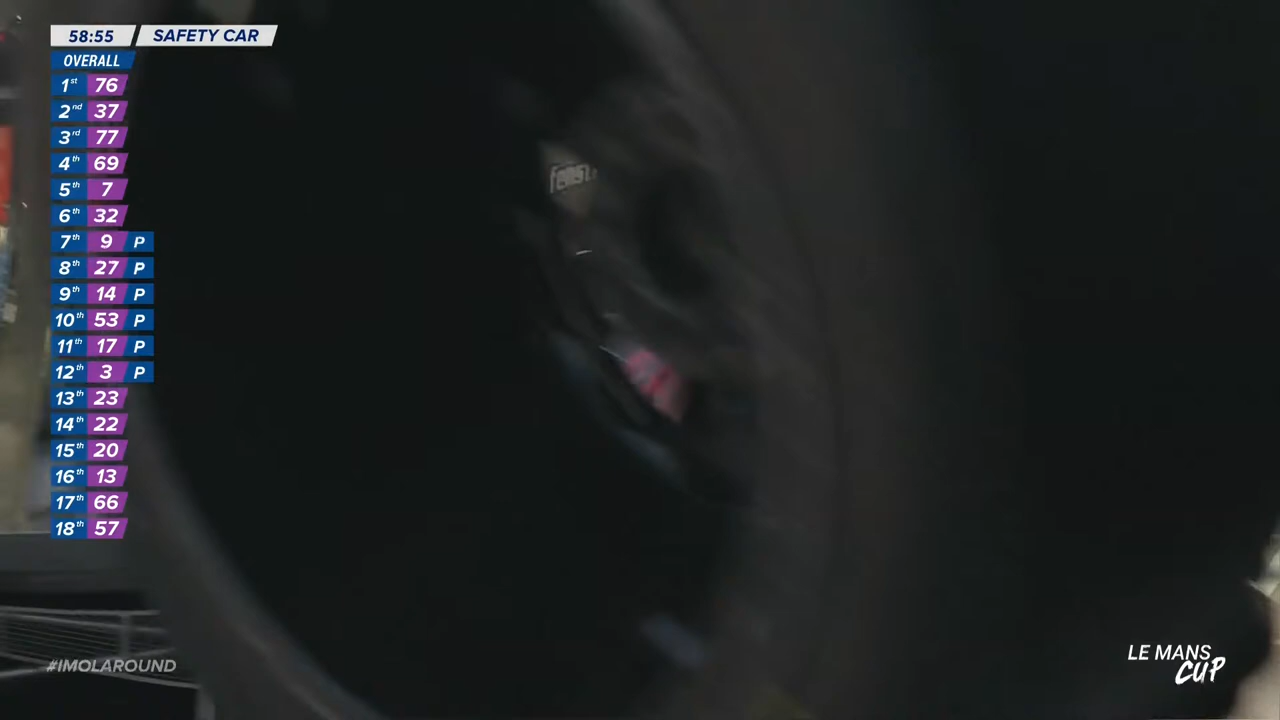 58:55 SAFETY CAR
OVERALL
1st 76
2nd 37
3rd 77
4th 69
5th 7
6th 32
7th 9 P
8th 27 P
9th 14 P
10th 53 P
11th 17 P
12th 3 P
13th 23
14th 22
15th 20
16th 13
17th 66
18th 57
#IMOLAROUND
LE MANS
CUP